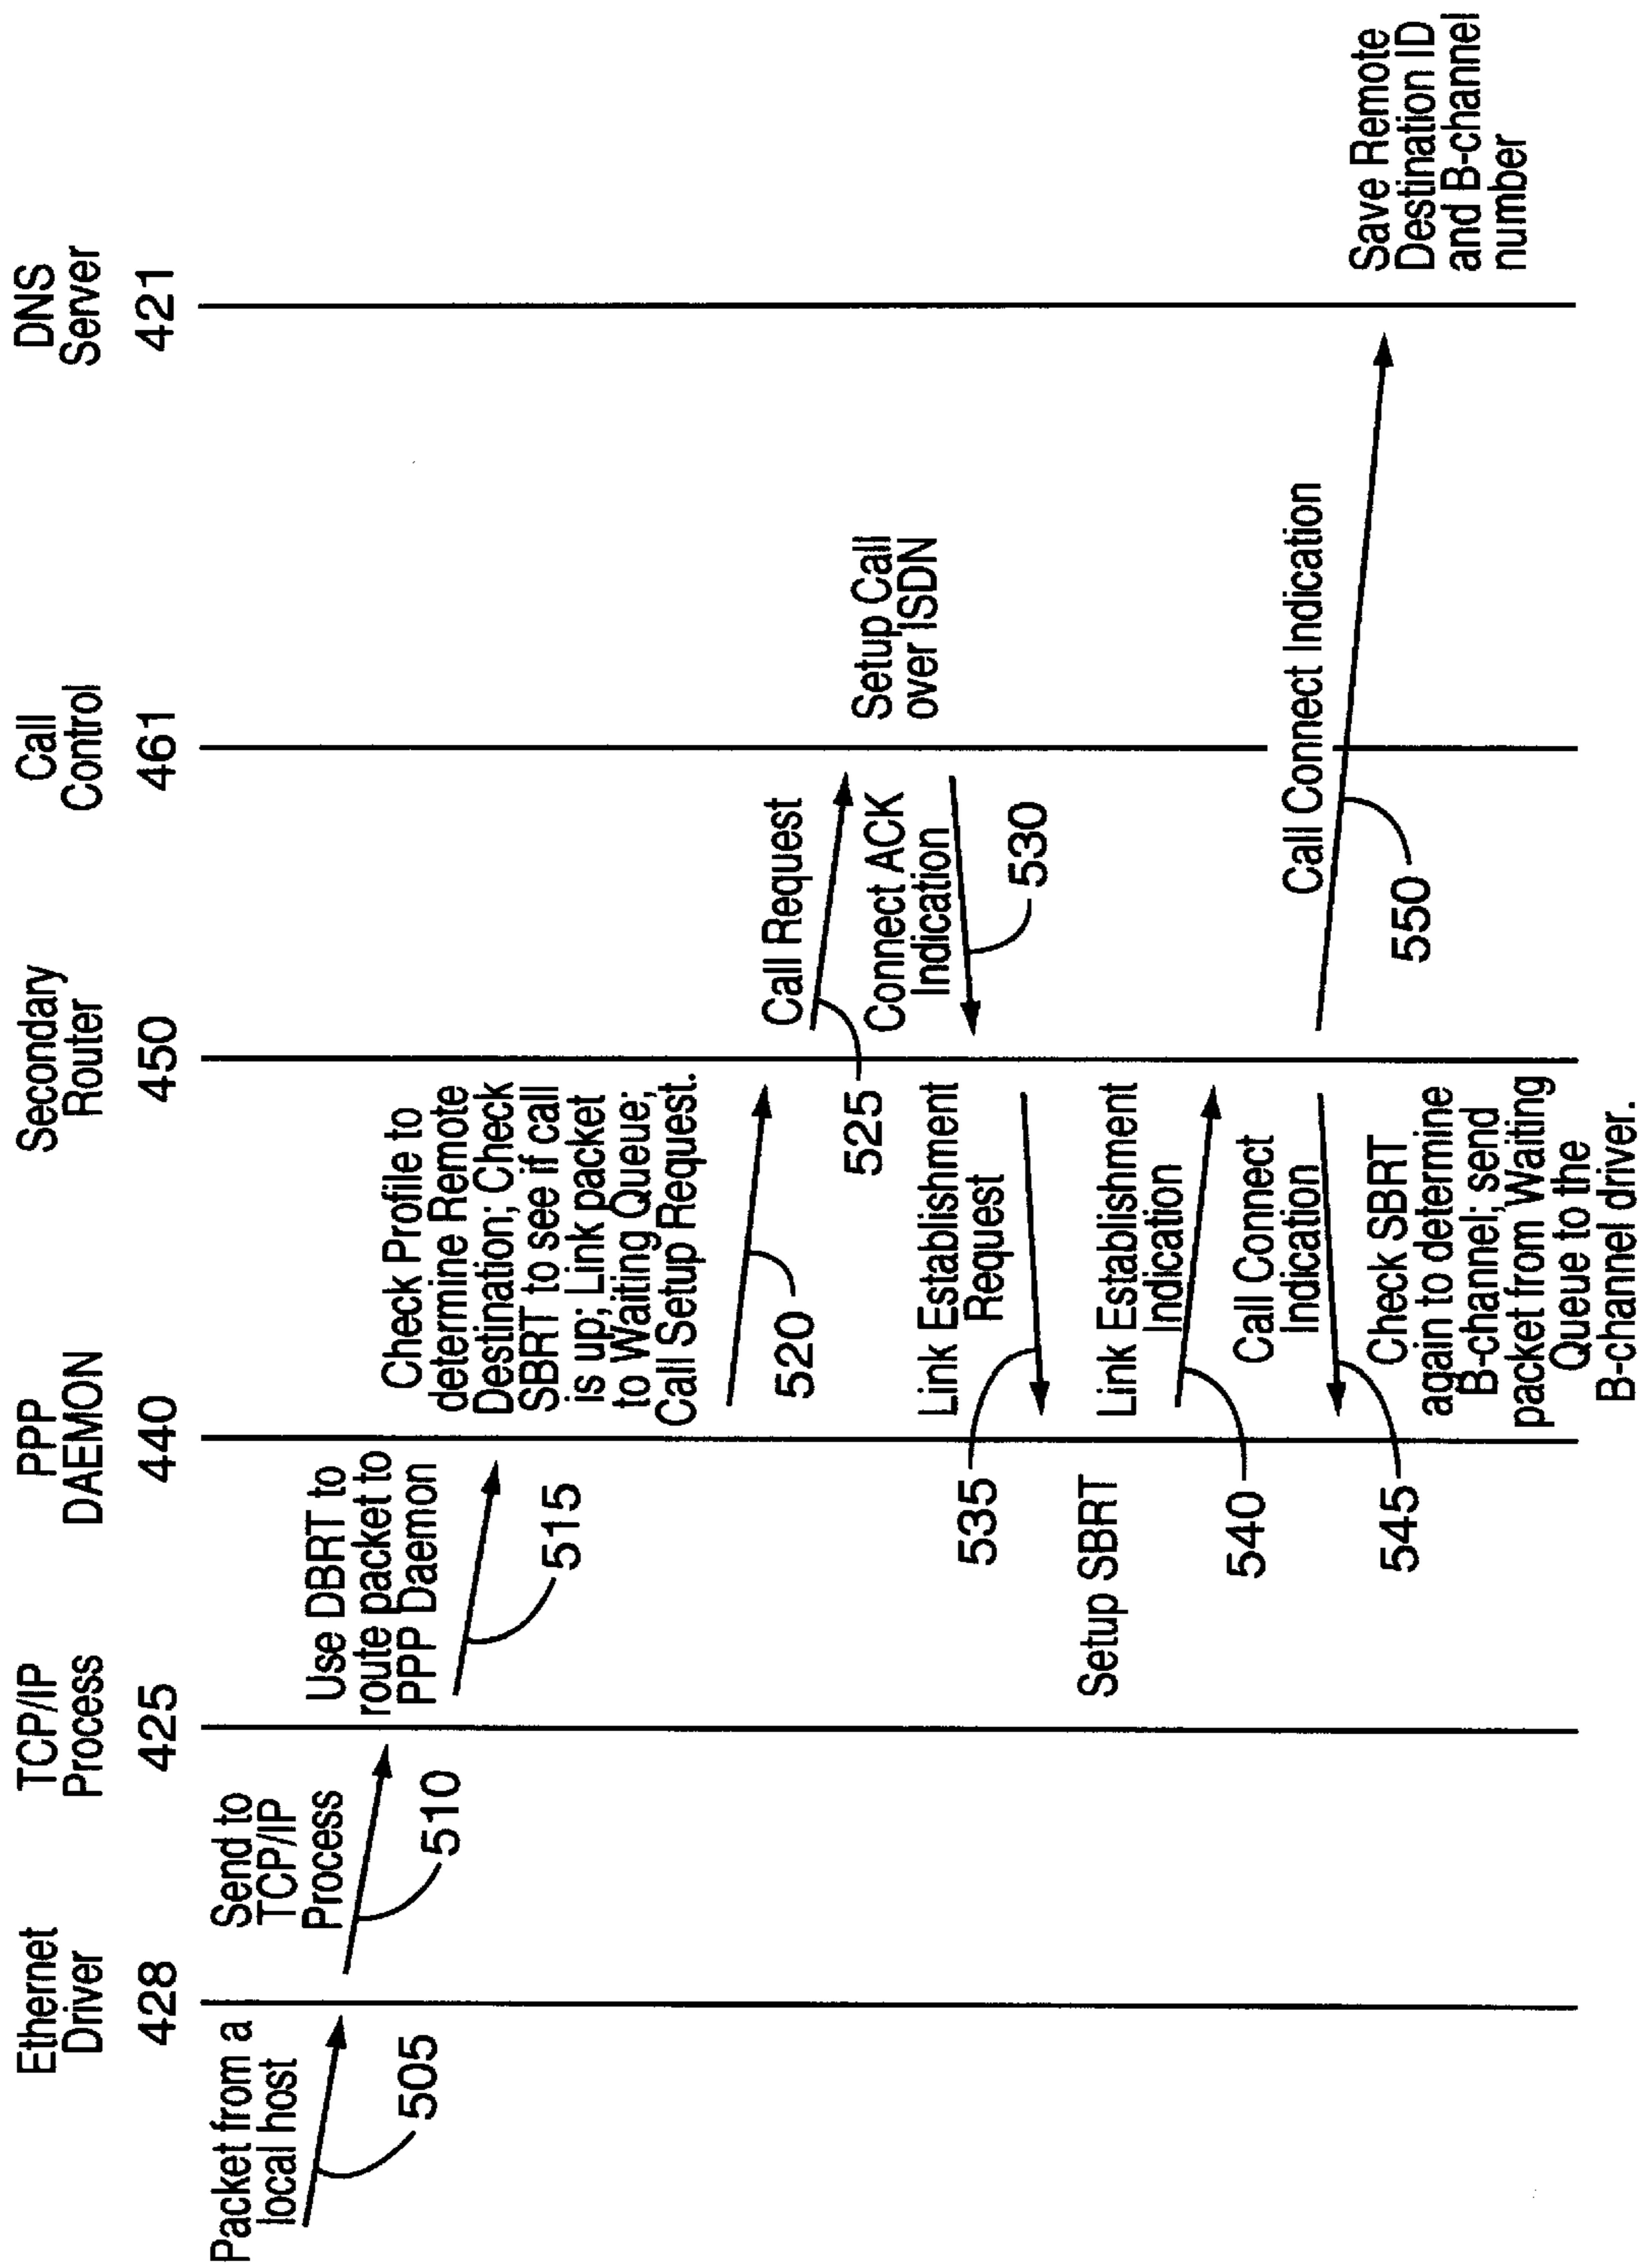 Ethernet
Driver
428
TCP/IP
Process
425
PPP
DAEMON
440
Secondary
Router
450
Call
Control
461
DNS
Server
421
Packet from a
local host
505
Send to
TCP/IP
Process
510
Use DBRT to
route packet to
PPP Daemon
515
Check Profile to
determine Remote
Destination; Check
SBRT to see if call
is up; Link packet
to Waiting Queue;
Call Setup Request.
520
Call Request
525
Setup Call
over ISDN
Connect ACK
Indication
530
Link Establishment
Request
535
Setup SBRT
Link Establishment
Indication
540
Call Connect
Indication
545
Call Connect Indication
550
Check SBRT
again to determine
B-channel; send
packet from Waiting
Queue to the
B-channel driver.
Save Remote
Destination ID
and B-channel
number